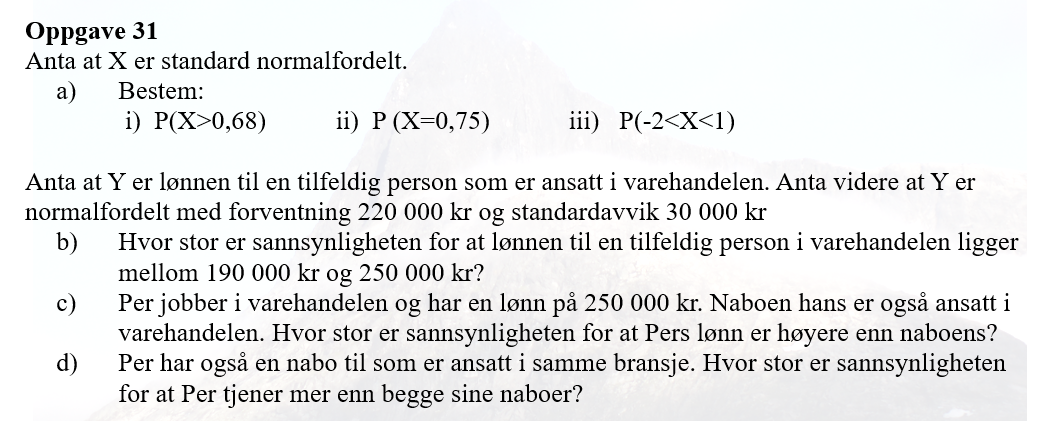 Oppgave 31
Anta at X er standard normalfordelt.
a) Bestem:
i) P(X>0,68) ii) P (X=0,75) iii) P(-2<X<1)
Anta at Y er lønnen til en tilfeldig person som er ansatt i varehandelen. Anta videre at Y er
normalfordelt med forventning 220 000 kr og standardavvik 30 000 kr
b) Hvor stor er sannsynligheten for at lønnen til en tilfeldig person i varehandelen ligger
mellom 190 000 kr og 250 000 kr?
c) Per jobber i varehandelen og har en lønn på 250 000 kr. Naboen hans er også ansatt i
varehandelen. Hvor stor er sannsynligheten for at Pers lønn er høyere enn naboens?
d) Per har også en nabo til som er ansatt i samme bransje. Hvor stor er sannsynligheten
for at Per tjener mer enn begge sine naboer?